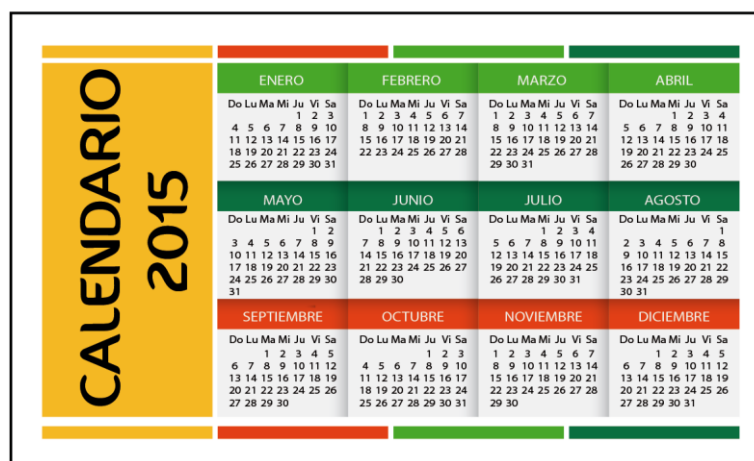 CALENDARIO
2015
ENERO
Do Lu Ma Mi Ju Vi Sa
1 2 3
4 5 6 7 8 9 10
11 12 13 14 15 16 17
18 19 20 21 22 23 24
25 26 27 28 29 30 31
FEBRERO
Do Lu Ma Mi Ju Vi Sa
1 2 3 4 5 6 7
8 9 10 11 12 13 14
15 16 17 18 19 20 21
22 23 24 25 26 27 28
MARZO
Do Lu Ma Mi Ju Vi Sa
1 2 3 4 5 6 7
8 9 10 11 12 13 14
15 16 17 18 19 20 21
22 23 24 25 26 27 28
29 30 31
ABRIL
Do Lu Ma Mi Ju Vi Sa
1 2 3 4
5 6 7 8 9 10 11
12 13 14 15 16 17 18
19 20 21 22 23 24 25
26 27 28 29 30
MAYO
Do Lu Ma Mi Ju Vi Sa
1 2
3 4 5 6 7 8 9
10 11 12 13 14 15 16
17 18 19 20 21 22 23
24 25 26 27 28 29 30
31
JUNIO
Do Lu Ma Mi Ju Vi Sa
1 2 3 4 5 6
7 8 9 10 11 12 13
14 15 16 17 18 19 20
21 22 23 24 25 26 27
28 29 30
JULIO
Do Lu Ma Mi Ju Vi Sa
1 2 3 4
5 6 7 8 9 10 11
12 13 14 15 16 17 18
19 20 21 22 23 24 25
26 27 28 29 30 31
AGOSTO
Do Lu Ma Mi Ju Vi Sa
1
2 3 4 5 6 7 8
9 10 11 12 13 14 15
16 17 18 19 20 21 22
23 24 25 26 27 28 29
30 31
SEPTIEMBRE
Do Lu Ma Mi Ju Vi Sa
1 2 3 4 5
6 7 8 9 10 11 12
13 14 15 16 17 18 19
20 21 22 23 24 25 26
27 28 29 30
OCTUBRE
Do Lu Ma Mi Ju Vi Sa
1 2 3
4 5 6 7 8 9 10
11 12 13 14 15 16 17
18 19 20 21 22 23 24
25 26 27 28 29 30 31
NOVIEMBRE
Do Lu Ma Mi Ju Vi Sa
1 2 3 4 5 6 7
8 9 10 11 12 13 14
15 16 17 18 19 20 21
22 23 24 25 26 27 28
29 30
DICIEMBRE
Do Lu Ma Mi Ju Vi Sa
1 2 3 4 5
6 7 8 9 10 11 12
13 14 15 16 17 18 19
20 21 22 23 24 25 26
27 28 29 30 31